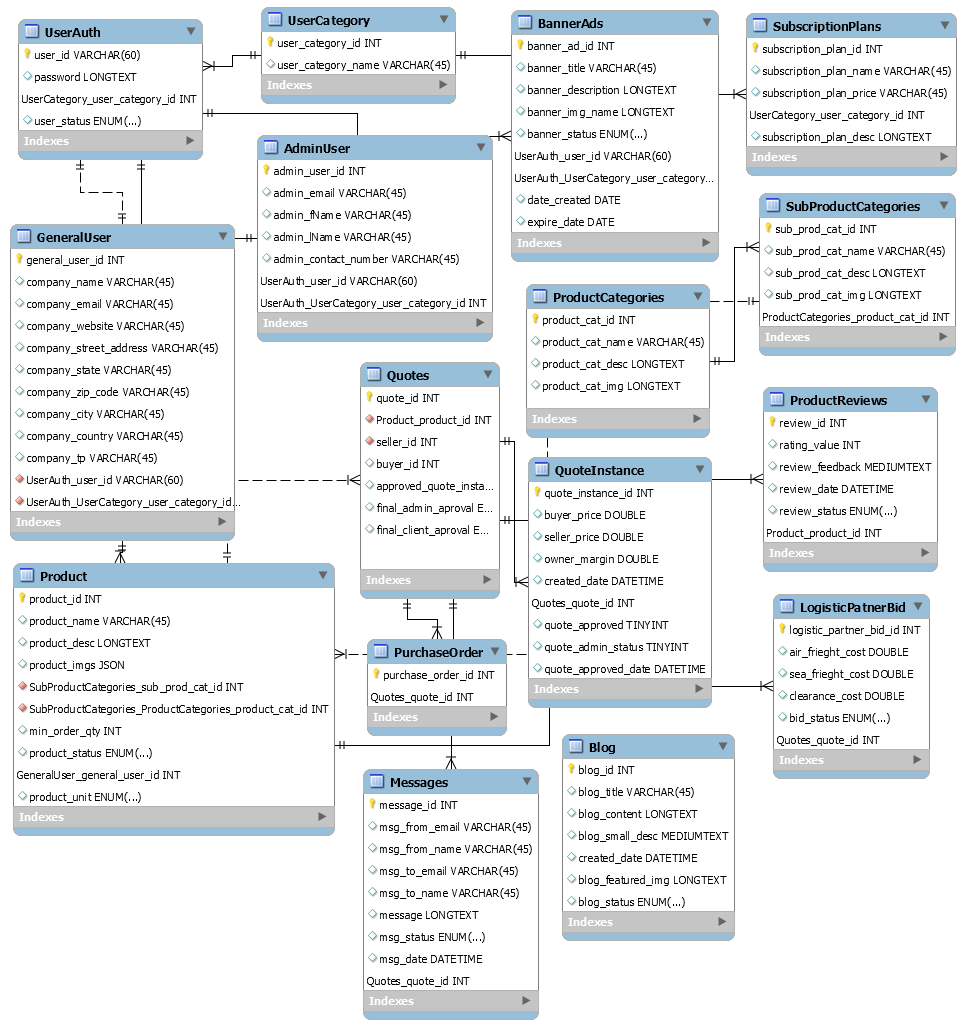 UserAuth
user_id VARCHAR(60)
password LONGTEXT
UserCategory_user_category_id INT
user_status ENUM(...)
Indexes
UserCategory
user_category_id INT
user_category_name VARCHAR(45)
Indexes
BannerAds
banner_ad_id INT
banner_title VARCHAR(45)
banner_description LONGTEXT
banner_img_name LONGTEXT
banner_status ENUM(...)
UserAuth_user_id VARCHAR(60)
UserAuth_UserCategory_user_category...
date_created DATE
expire_date DATE
Indexes
SubscriptionPlans
subscription_plan_id INT
subscription_plan_name VARCHAR(45)
subscription_plan_price VARCHAR(45)
UserCategory_user_category_id INT
subscription_plan_desc LONGTEXT
Indexes
AdminUser
admin_user_id INT
admin_email VARCHAR(45)
admin_fName VARCHAR(45)
admin_lName VARCHAR(45)
admin_contact_number VARCHAR(45)
UserAuth_user_id VARCHAR(60)
UserAuth_UserCategory_user_category_id INT
Indexes
GeneralUser
general_user_id INT
company_name VARCHAR(45)
company_email VARCHAR(45)
company_website VARCHAR(45)
company_street_address VARCHAR(45)
company_state VARCHAR(45)
company_zip_code VARCHAR(45)
company_city VARCHAR(45)
company_country VARCHAR(45)
company_tp VARCHAR(45)
UserAuth_user_id VARCHAR(60)
UserAuth_UserCategory_user_category_id...
Indexes
SubProductCategories
sub_prod_cat_id INT
sub_prod_cat_name VARCHAR(45)
sub_prod_cat_desc LONGTEXT
sub_prod_cat_img LONGTEXT
ProductCategories_product_cat_id INT
Indexes
ProductCategories
product_cat_id INT
product_cat_name VARCHAR(45)
product_cat_desc LONGTEXT
product_cat_img LONGTEXT
Indexes
Quotes
quote_id INT
Product_product_id INT
seller_id INT
buyer_id INT
approved_quote_insta...
final_admin_aproval E...
final_client_aproval E...
Indexes
ProductReviews
review_id INT
rating_value INT
review_feedback MEDIUMTEXT
review_date DATETIME
review_status ENUM(...)
Product_product_id INT
Indexes
QuoteInstance
quote_instance_id INT
buyer_price DOUBLE
seller_price DOUBLE
owner_margin DOUBLE
created_date DATETIME
Quotes_quote_id INT
quote_approved TINYINT
quote_admin_status TINYINT
quote_approved_date DATETIME
Indexes
Product
product_id INT
product_name VARCHAR(45)
product_desc LONGTEXT
product_imgs JSON
SubProductCategories_sub_prod_cat_id INT
SubProductCategories_ProductCategories_product_cat_id INT
min_order_qty INT
product_status ENUM(...)
GeneralUser_general_user_id INT
product_unit ENUM(...)
Indexes
LogisticPatnerBid
logistic_partner_bid_id INT
air_frieght_cost DOUBLE
sea_frieght_cost DOUBLE
clearance_cost DOUBLE
bid_status ENUM(...)
Quotes_quote_id INT
Indexes
PurchaseOrder
purchase_order_id INT
Quotes_quote_id INT
Indexes
Blog
blog_id INT
blog_title VARCHAR(45)
blog_content LONGTEXT
blog_small_desc MEDIUMTEXT
created_date DATETIME
blog_featured_img LONGTEXT
blog_status ENUM(...)
Indexes
Messages
message_id INT
msg_from_email VARCHAR(45)
msg_from_name VARCHAR(45)
msg_to_email VARCHAR(45)
msg_to_name VARCHAR(45)
message LONGTEXT
msg_status ENUM(...)
msg_date DATETIME
Quotes_quote_id INT
Indexes